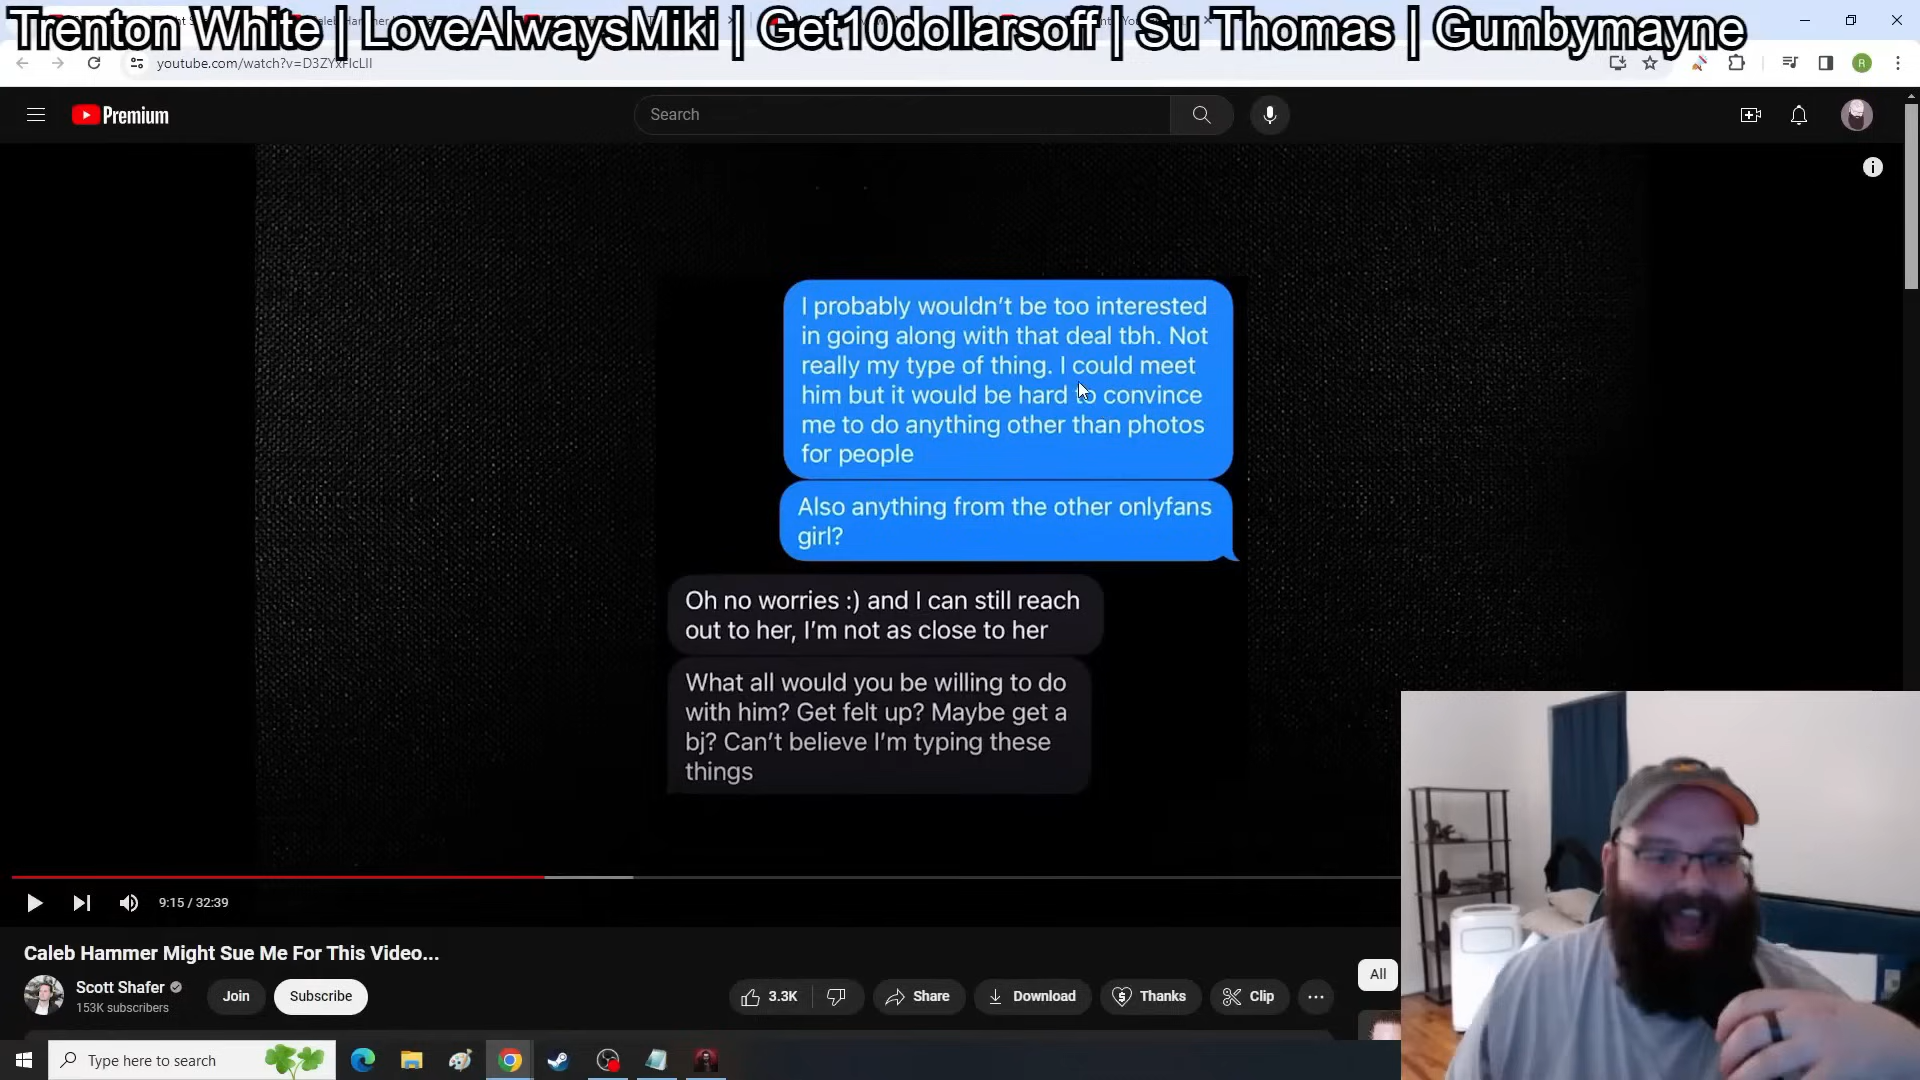 Trenton White | LoveAlwaysMiki | Get10dollarsoff | Su Thomas | Gumbymayne
Premium
Search
I probably wouldn't be too interested
in going along with that deal tbh. Not
really my type of thing. I could meet
him but it would be hard to convince
me to do anything other than photos
for people
Also anything from the other onlyfans
girl?
Oh no worries :) and I can still reach
out to her, I'm not as close to her
What all would you be willing to do
with him? Get felt up? Maybe get a
bj? Can't believe I'm typing these
things
9:15 / 32:39
Caleb Hammer Might Sue Me For This Video...
Scott Shafer
153K subscribers
Join
Subscribe
3.3K
Share
Download
Thanks
Clip
All
Type here to search